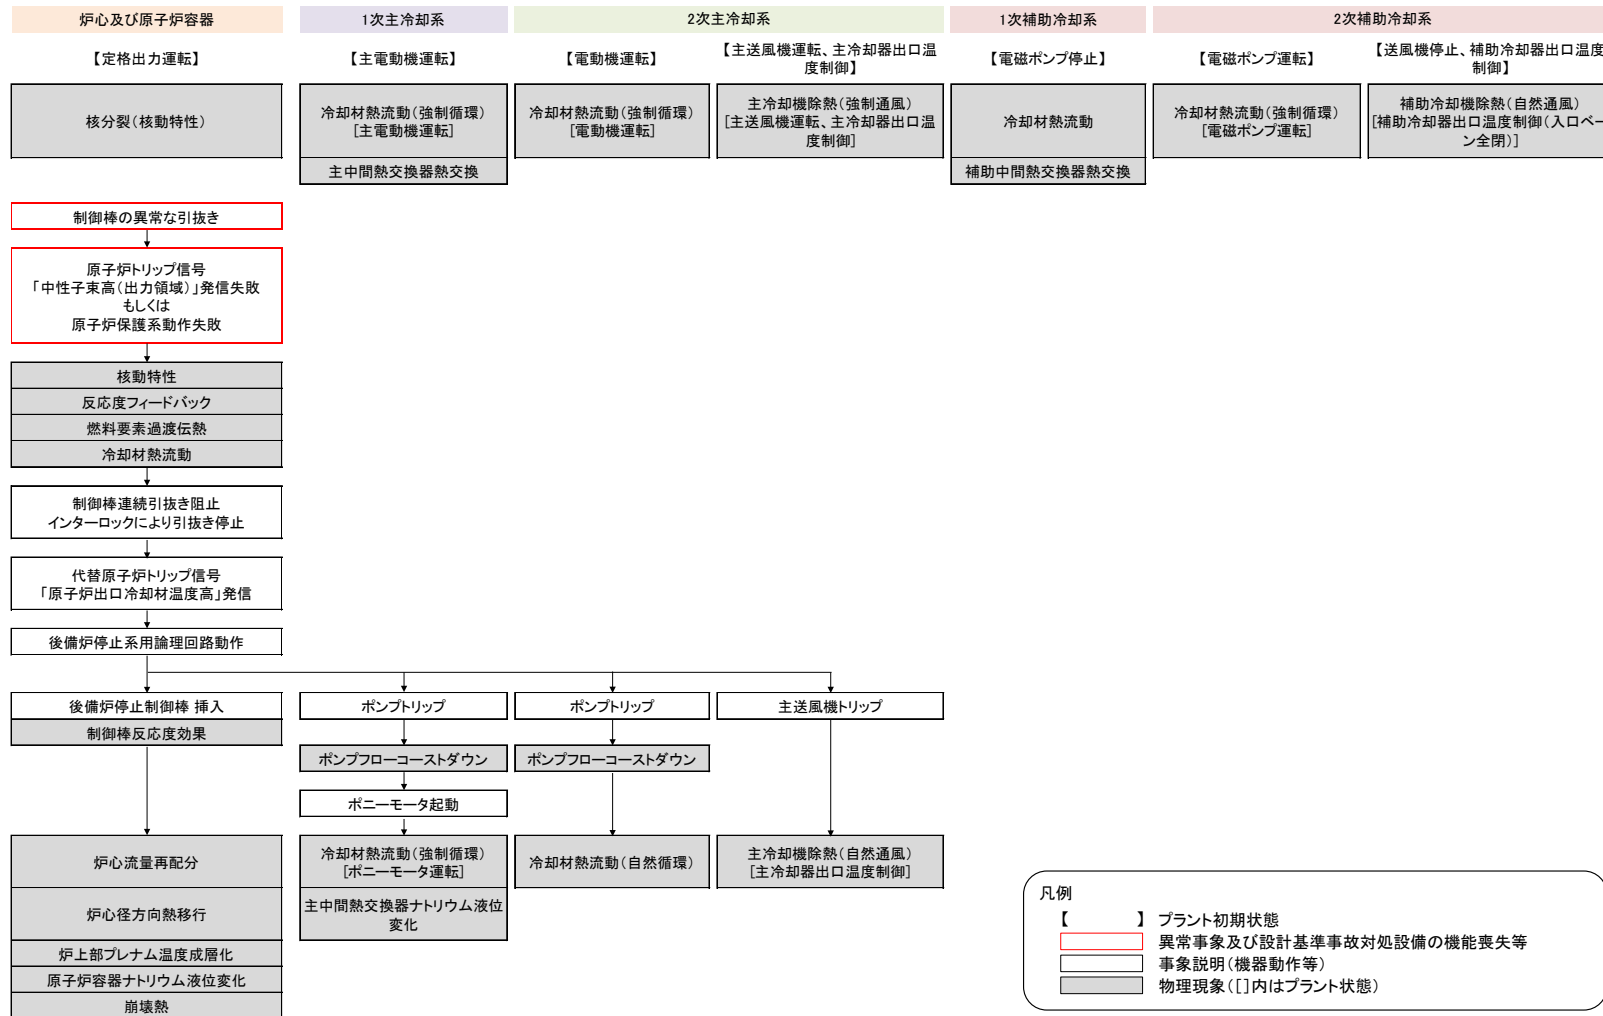 炉心及び原子炉容器
1次主冷却系
2次主冷却系
1次補助冷却系
2次補助冷却系
【定格出力運転】
【主電動機運転】
【電動機運転】
【主送風機運転、主冷却器出口温
度制御】
【電磁ポンプ停止】
【電磁ポンプ運転】
【送風機停止、補助冷却器出口温度
制御】
核分裂(核動特性)
冷却材熱流動(強制循環)
[主電動機運転]
冷却材熱流動(強制循環)
[電動機運転]
主冷却機除熱(強制通風)
[主送風機運転、主冷却器出口温
度制御]
冷却材熱流動
冷却材熱流動(強制循環)
[電磁ポンプ運転]
補助冷却機除熱(自然通風)
[補助冷却器出口温度制御(入口ベー
ン全閉)]
主中間熱交換器熱交換
補助中間熱交換器熱交換
制御棒の異常な引抜き
原子炉トリップ信号
「中性子束高(出力領域)」発信失敗
もしくは
原子炉保護系動作失敗
核動特性
反応度フィードバック
燃料要素過渡伝熱
冷却材熱流動
制御棒連続引抜き阻止
インターロックにより引抜き停止
代替原子炉トリップ信号
「原子炉出口冷却材温度高」発信
後備炉停止系用論理回路動作
後備炉停止制御棒 挿入
ポンプトリップ
ポンプトリップ
主送風機トリップ
制御棒反応度効果
ポンプフローコーストダウン
ポンプフローコーストダウン
ポニーモータ起動
炉心流量再配分
冷却材熱流動(強制循環)
[ポニーモータ運転]
冷却材熱流動(自然循環)
主冷却機除熱(自然通風)
[主冷却器出口温度制御]
炉心径方向熱移行
主中間熱交換器ナトリウム液位
変化
炉上部プレナム温度成層化
原子炉容器ナトリウム液位変化
崩壊熱
凡例
【 】 プラント初期状態
異常事象及び設計基準事故対処設備の機能喪失等
事象説明(機器動作等)
物理現象([]内はプラント状態)